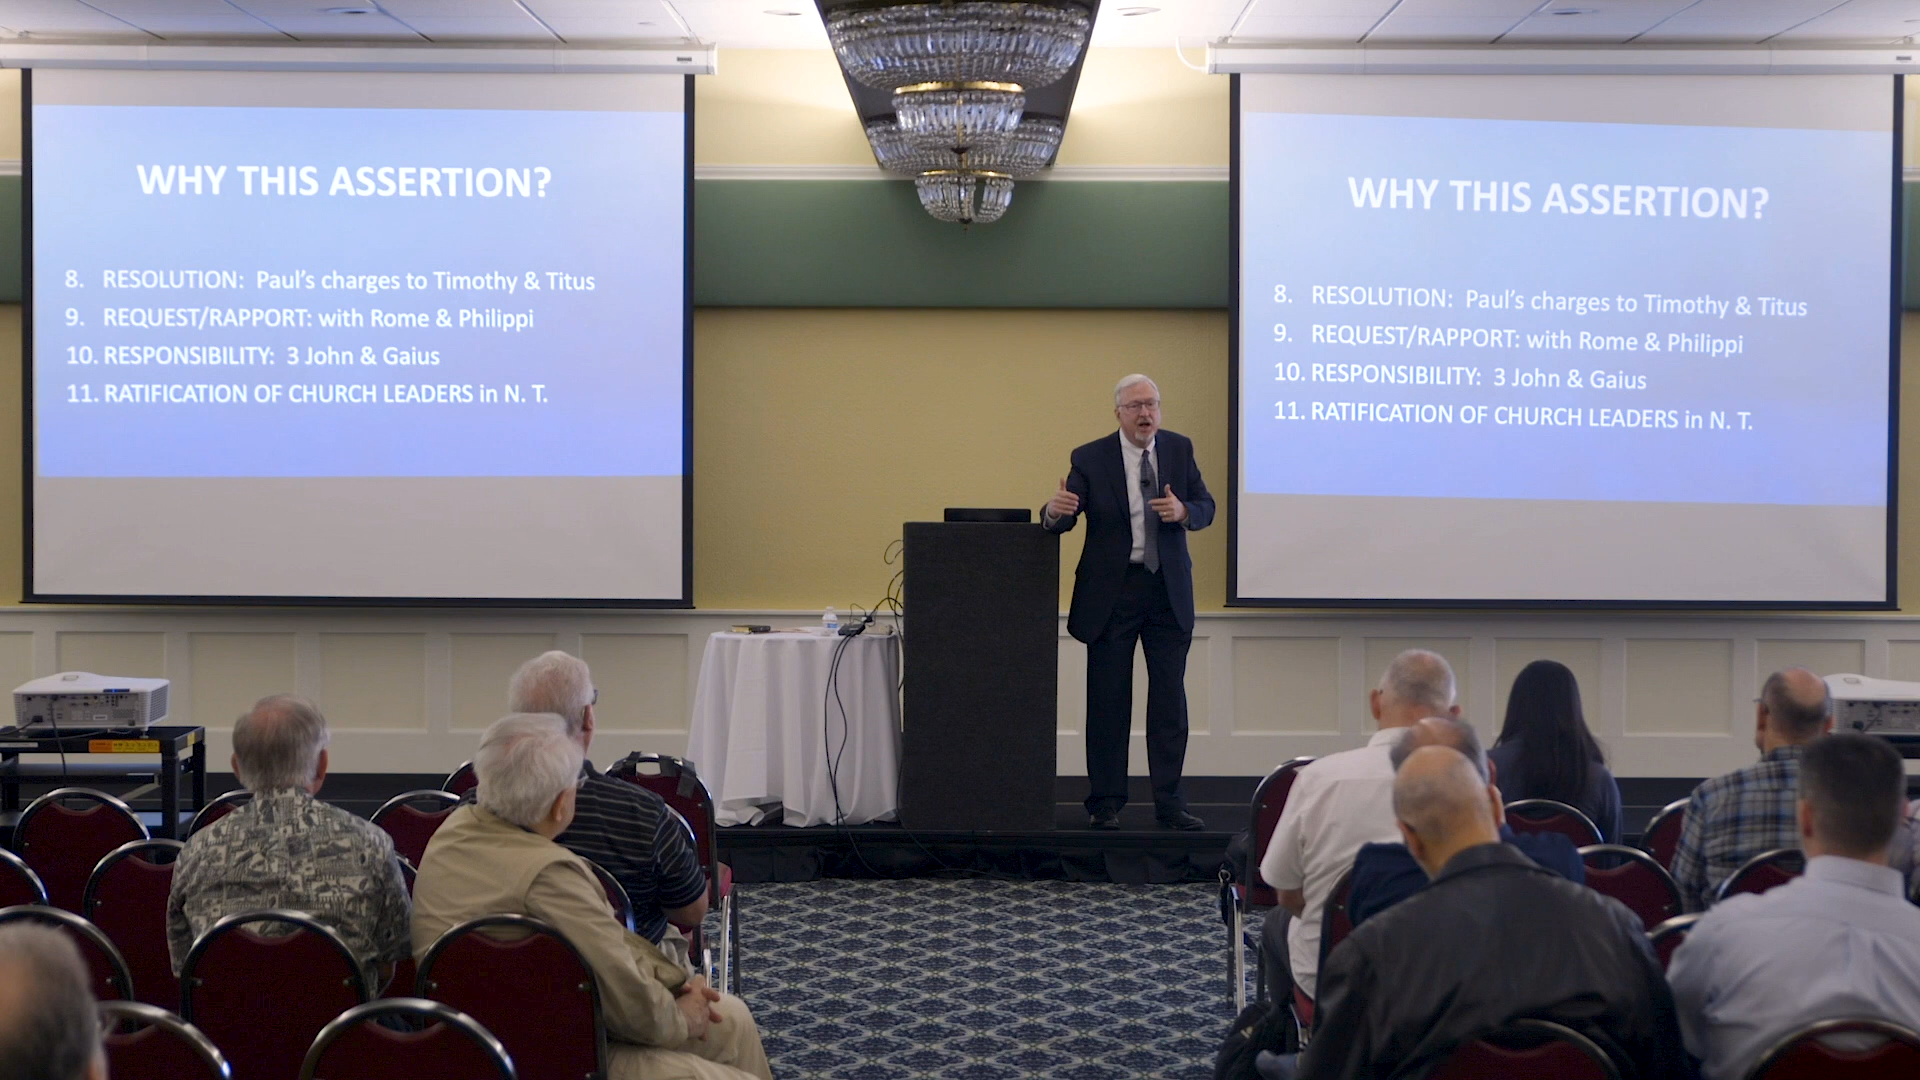 WHY THIS ASSERTION?
8. RESOLUTION: Paul's charges to Timothy & Titus
9. REQUEST/RAPPORT: with Rome & Philippi
10. RESPONSIBILITY: 3 John & Gaius
11. RATIFICATION OF CHURCH LEADERS in N. T.
WHY THIS ASSERTION?
8. RESOLUTION: Paul's charges to Timothy & Titus
9. REQUEST/RAPPORT: with Rome & Philippi
10. RESPONSIBILITY: 3 John & Gaius
11. RATIFICATION OF CHURCH LEADERS in N. T.